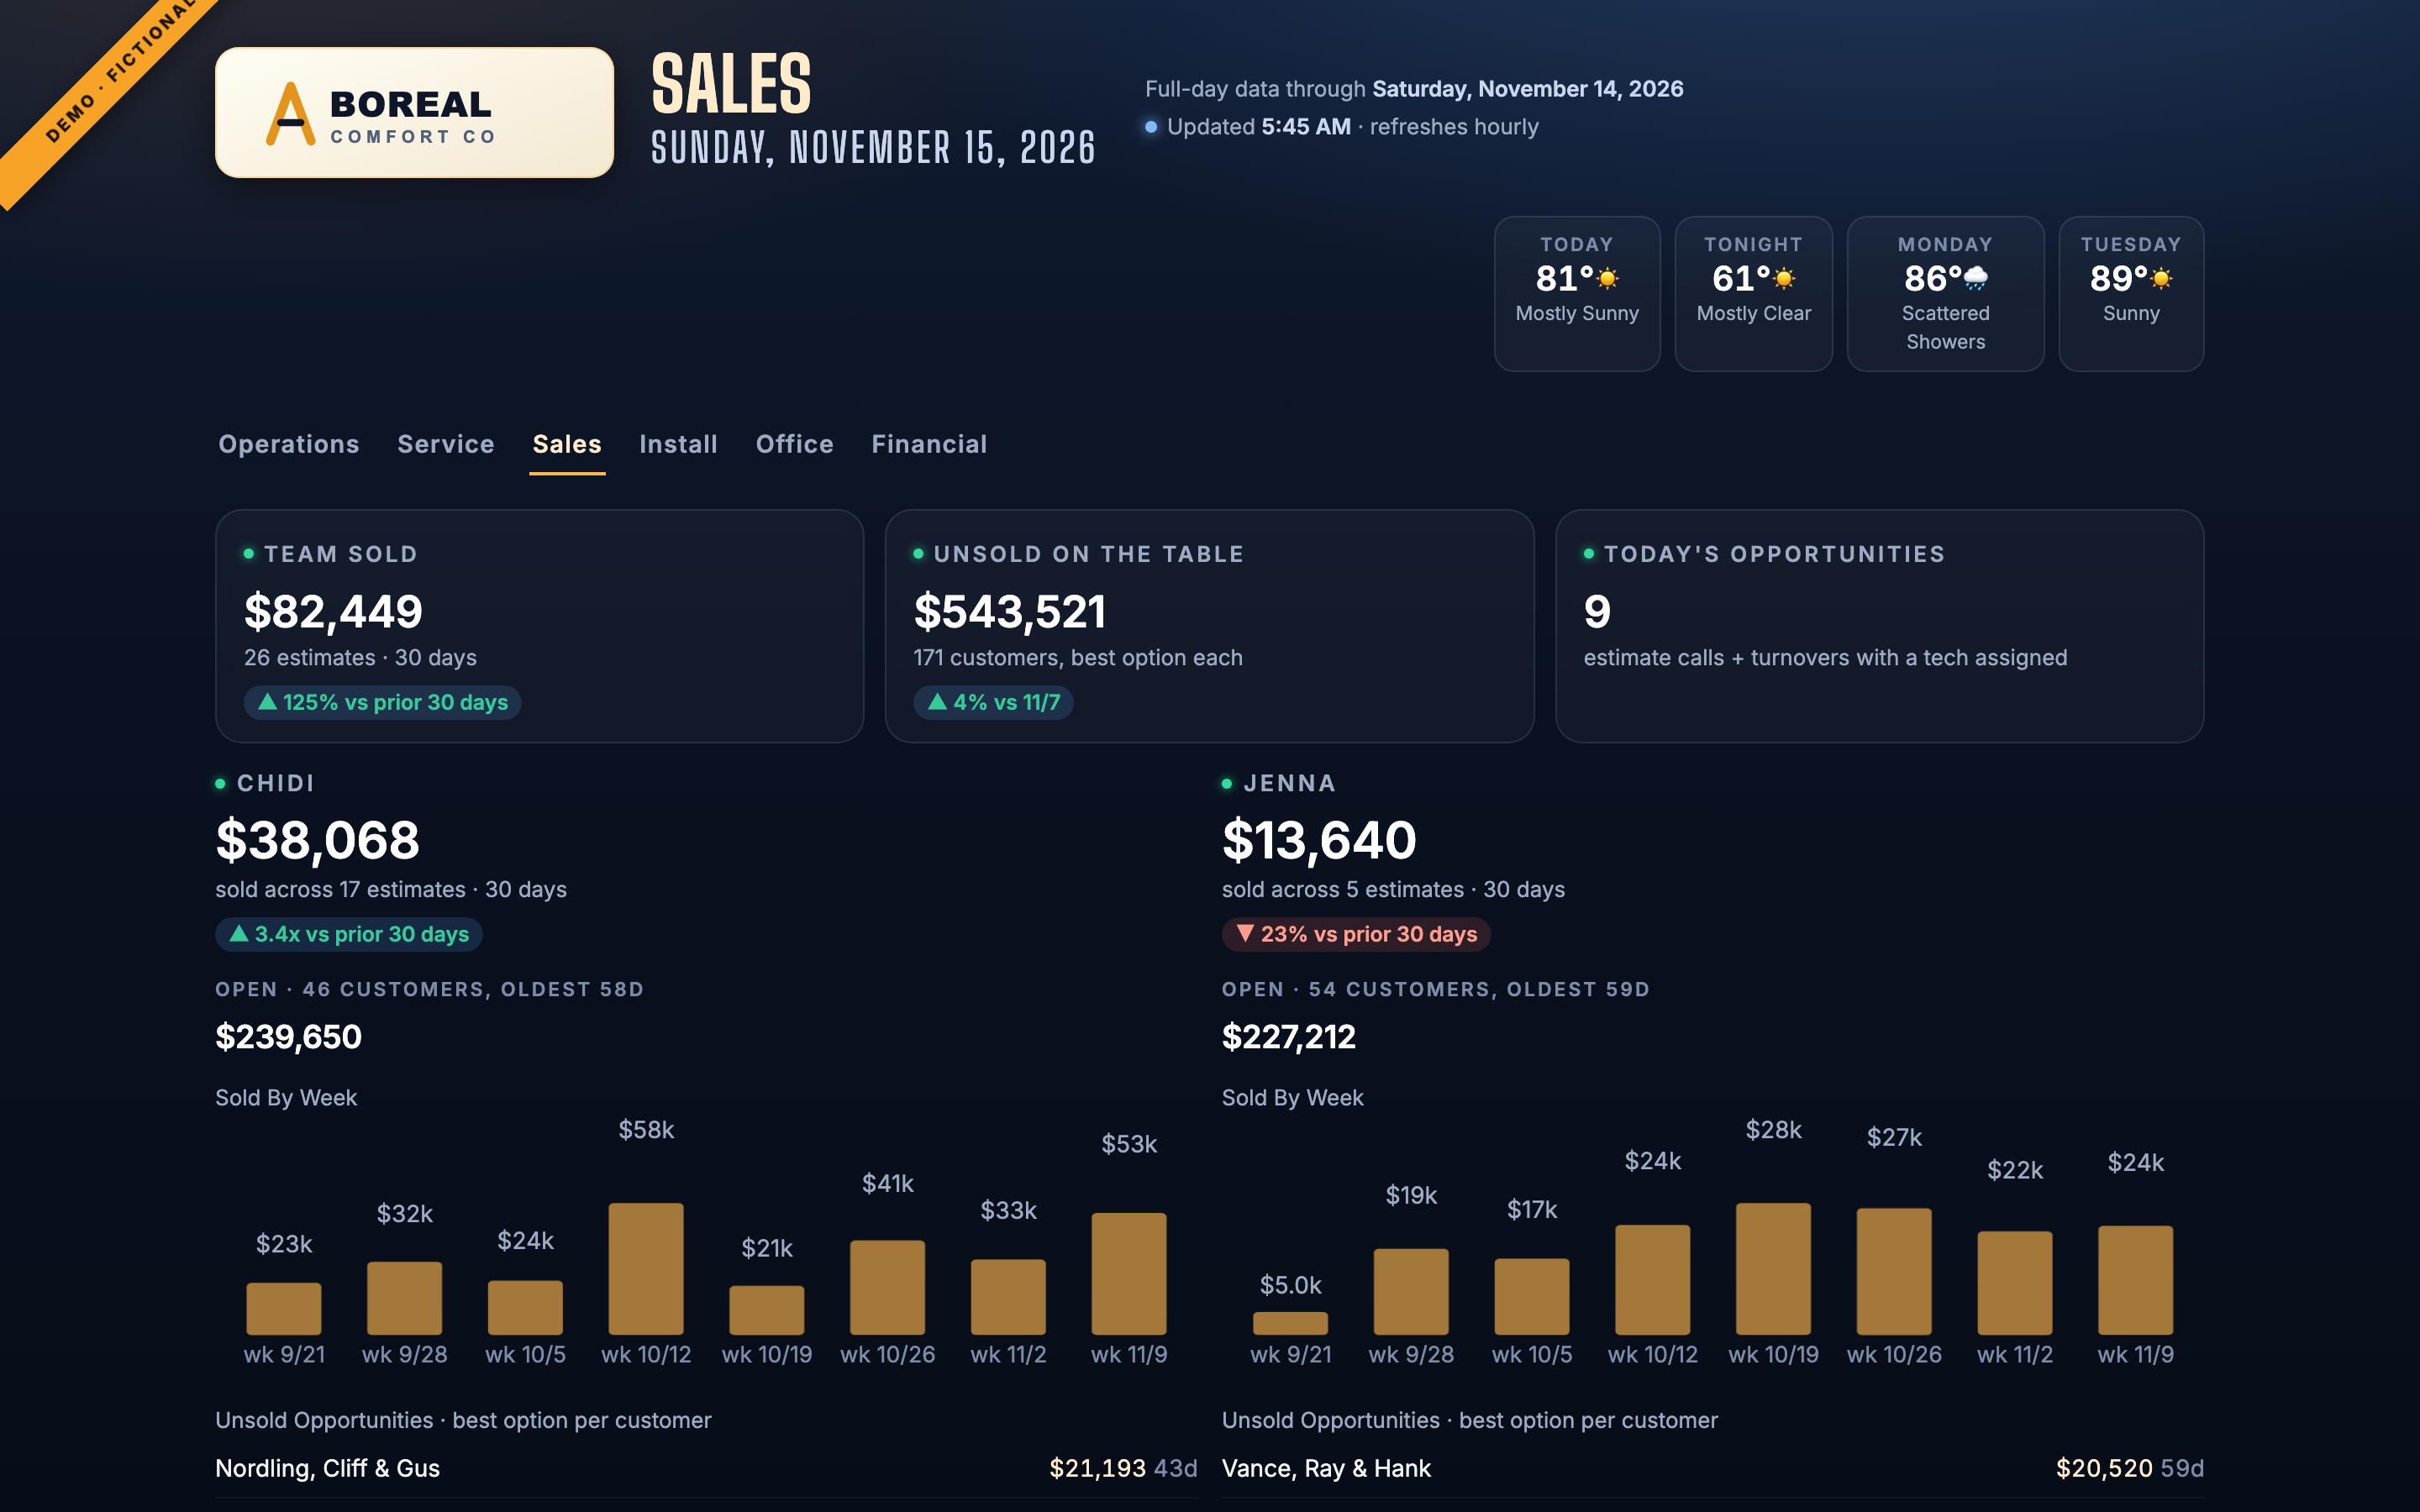 DEMO · FICTIONAL
BOREAL
COMFORT CO
SALES
SUNDAY, NOVEMBER 15, 2026
Full-day data through Saturday, November 14, 2026
Updated 5:45 AM · refreshes hourly
TODAY
81°
Mostly Sunny
TONIGHT
61°
Mostly Clear
MONDAY
86°
Scattered
Showers
TUESDAY
89°
Sunny
Operations Service Sales Install Office Financial
TEAM SOLD
$82,449
26 estimates · 30 days
▲ 125% vs prior 30 days
UNSOLD ON THE TABLE
$543,521
171 customers, best option each
▲ 4% vs 11/7
TODAY'S OPPORTUNITIES
9
estimate calls + turnovers with a tech assigned
CHIDI
$38,068
sold across 17 estimates · 30 days
▲ 3.4x vs prior 30 days
OPEN · 46 CUSTOMERS, OLDEST 58D
$239,650
Sold By Week
$23k $32k $24k $58k $21k $41k $33k $53k
wk 9/21 wk 9/28 wk 10/5 wk 10/12 wk 10/19 wk 10/26 wk 11/2 wk 11/9
Unsold Opportunities · best option per customer
Nordling, Cliff & Gus $21,193 43d
JENNA
$13,640
sold across 5 estimates · 30 days
▼ 23% vs prior 30 days
OPEN · 54 CUSTOMERS, OLDEST 59D
$227,212
Sold By Week
$5.0k $19k $17k $24k $28k $27k $22k $24k
wk 9/21 wk 9/28 wk 10/5 wk 10/12 wk 10/19 wk 10/26 wk 11/2 wk 11/9
Unsold Opportunities · best option per customer
Vance, Ray & Hank $20,520 59d